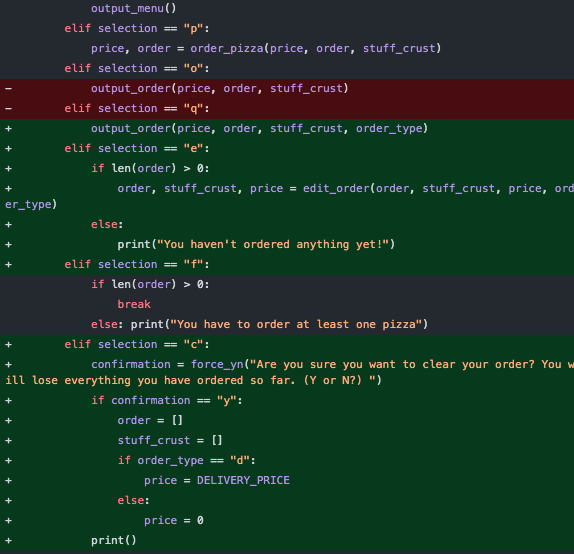 output_menu()
        elif selection == "p":
            price, order = order_pizza(price, order, stuff_crust)
        elif selection == "o":
-            output_order(price, order, stuff_crust)
-        elif selection == "q":
+            output_order(price, order, stuff_crust, order_type)
+        elif selection == "e":
+            if len(order) > 0:
+                order, stuff_crust, price = edit_order(order, stuff_crust, price, ord
er_type)
+            else:
+                print("You haven't ordered anything yet!")
+        elif selection == "f":
            if len(order) > 0:
                break
            else: print("You have to order at least one pizza")
+        elif selection == "c":
+            confirmation = force_yn("Are you sure you want to clear your order? You w
ill lose everything you have ordered so far. (Y or N?) ")
+            if confirmation == "y":
+                order = []
+                stuff_crust = []
+                if order_type == "d":
+                    price = DELIVERY_PRICE
+                else:
+                    price = 0
+            print()